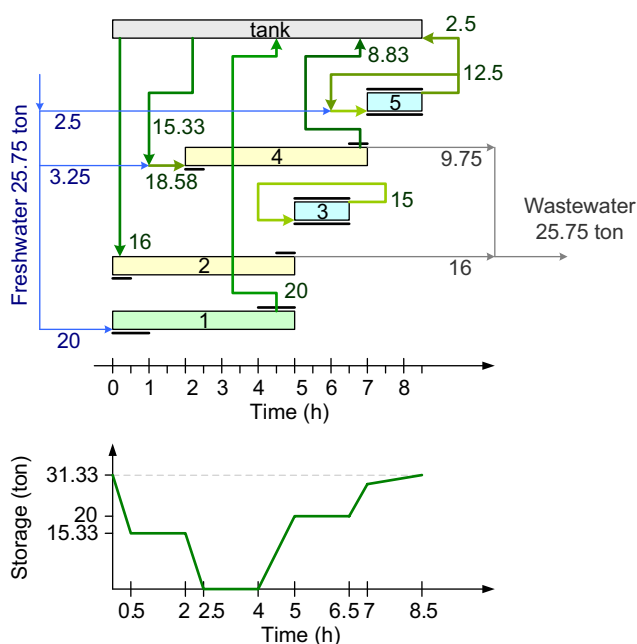 tank
2.5
8.83
12.5
5
2.5
15.33
4
9.75
3.25
18.58
15
3
Wastewater
25.75 ton
Freshwater 25.75 ton
16
2
16
20
1
20
0 1 2 3 4 5 6 7 8
Time (h)
Storage (ton)
31.33
20
15.33
0.5 2 2.5 4 5 6.5 7 8.5
Time (h)